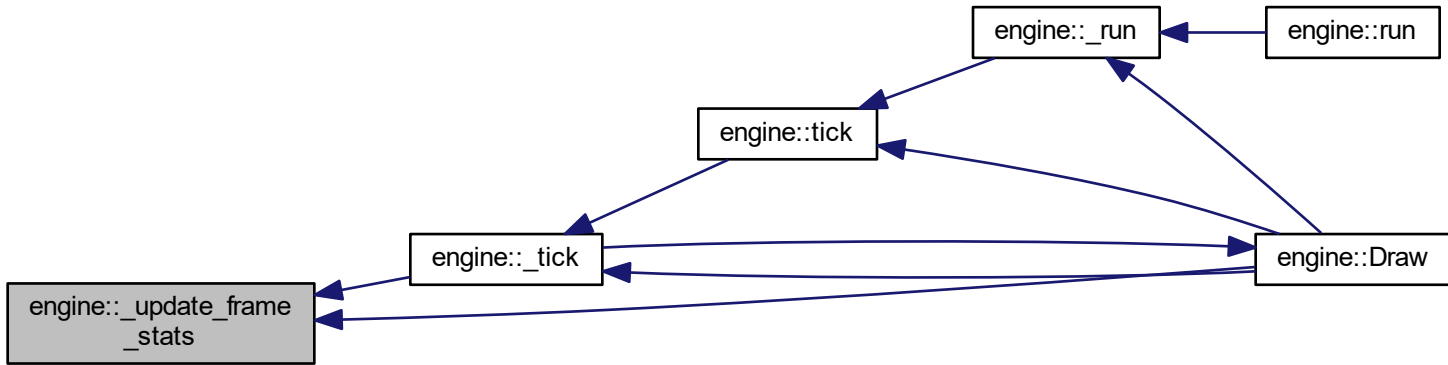 engine::_run
engine::run
engine::tick
engine::_tick
engine::Draw
engine::_update_frame
_stats